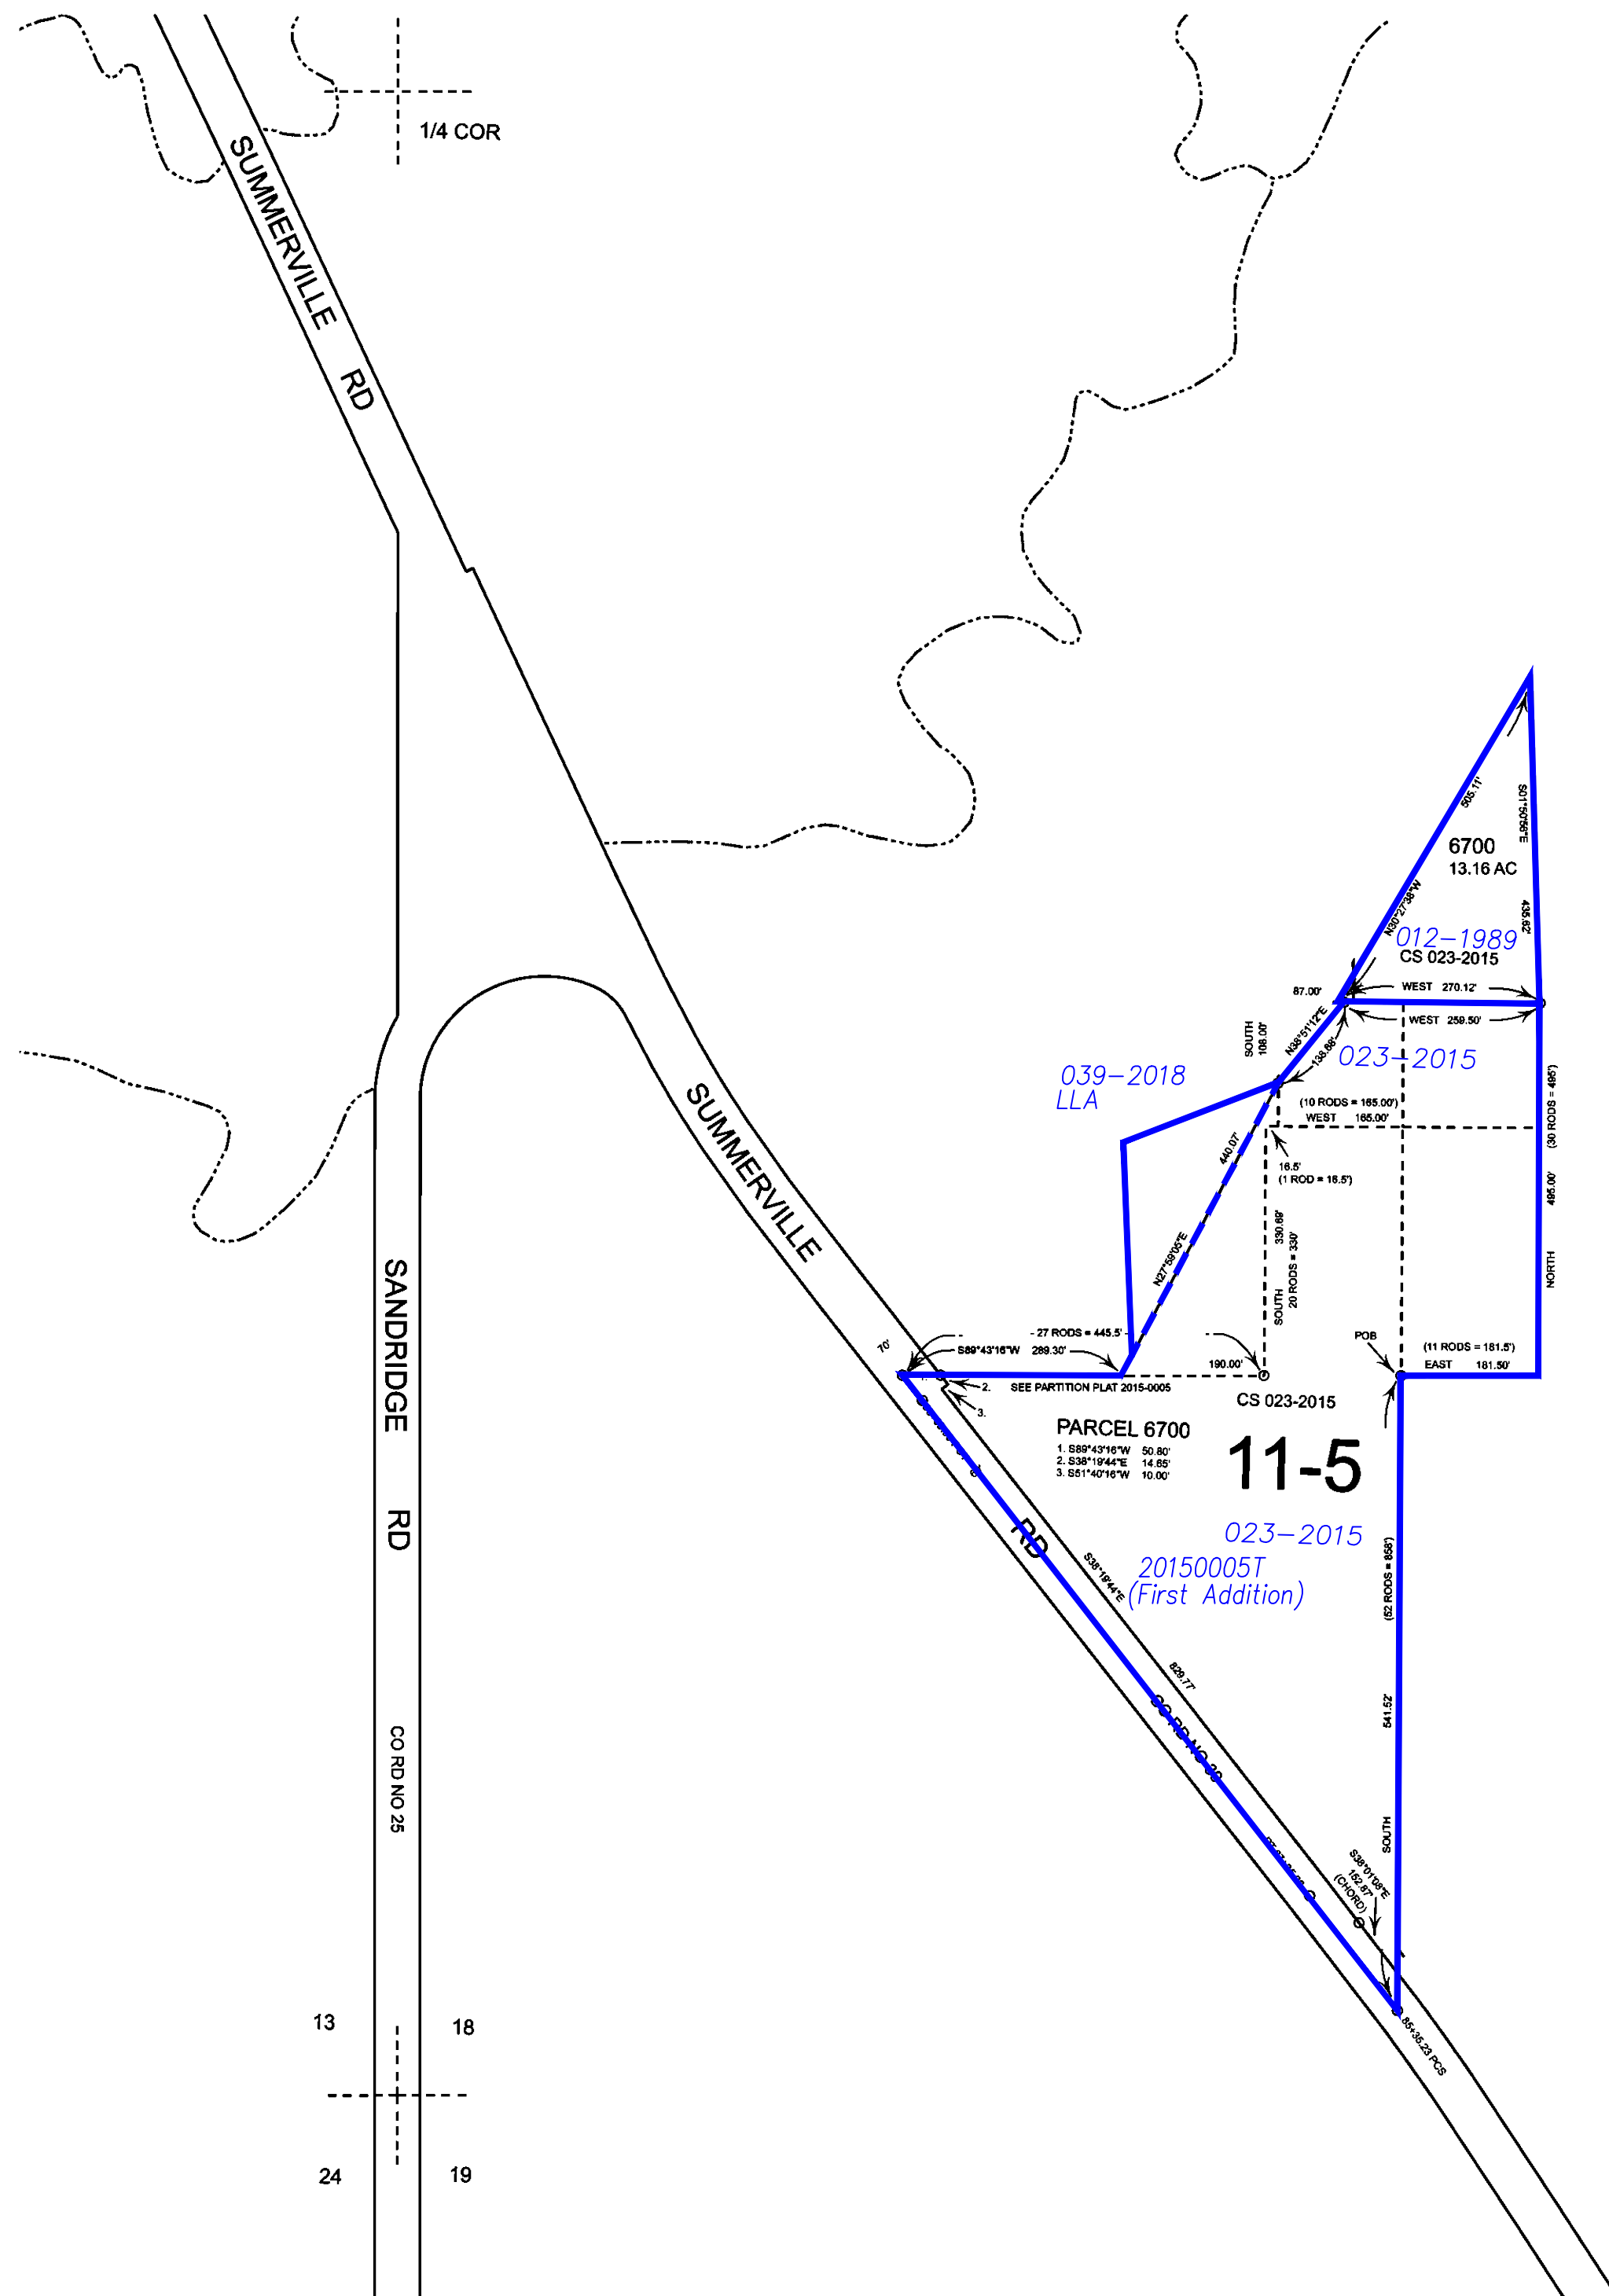 1/4 COR
SUMMERVILLE RD
505.11'
S01°50'56"E
6700
13.16 AC
N30°27'38"W
435.62'
012-1989
CS 023-2015
WEST 270.12'
87.00'
WEST 259.50'
N38°51'12"E
138.68'
SOUTH
108.00'
023-2015
039-2018
LLA
(10 RODS = 165.00')
WEST 165.00'
(30 RODS = 495')
495.00'
NORTH
440.07'
16.5'
(1 ROD = 16.5')
SUMMERVILLE
N27°59'05"E
SOUTH 330.69'
20 RODS = 330'
SANDRIDGE RD
27 RODS = 445.5'
70'
S89°43'16"W 289.30'
190.00'
POB
(11 RODS = 181.5')
EAST 181.50'
1.
2.
3.
SEE PARTITION PLAT 2015-0005
CS 023-2015
PARCEL 6700
1. S89°43'16"W 50.80'
2. S38°19'44"E 14.65'
3. S51°40'16"W 10.00'
11-5
RD
023-2015
20150005T
(First Addition)
S38°19'44"E
829.77'
(52 RODS = 858')
541.52'
SOUTH
CO RD NO 25
CO RD NO
S38°01'08"E
152.87'
(CHORD)
85+35.23 PCS
13
18
24
19